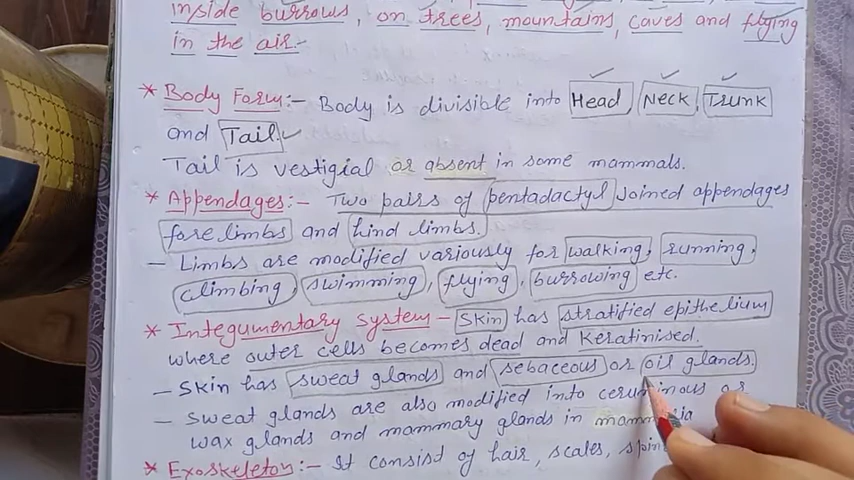 inside burrows, on trees, mountains, caves and flying
in the air.
* Body Form:- Body is divisible into Head, Neck, Trunk
and Tail.
Tail is vestigial or absent in some mammals.
* Appendages:- Two pairs of pentadactyl joined appendages
fore limbs and hind limbs.
- Limbs are modified variously for walking, running,
climbing, swimming, flying, burrowing etc.
* Integumentary System - Skin has stratified epithelium
where outer cells becomes dead and Keratinised.
- Skin has sweat glands and sebaceous or oil glands.
- Sweat glands are also modified into ceruminous or
wax glands and mammary glands in
* Exoskeleton:- It consist of hair, scales,